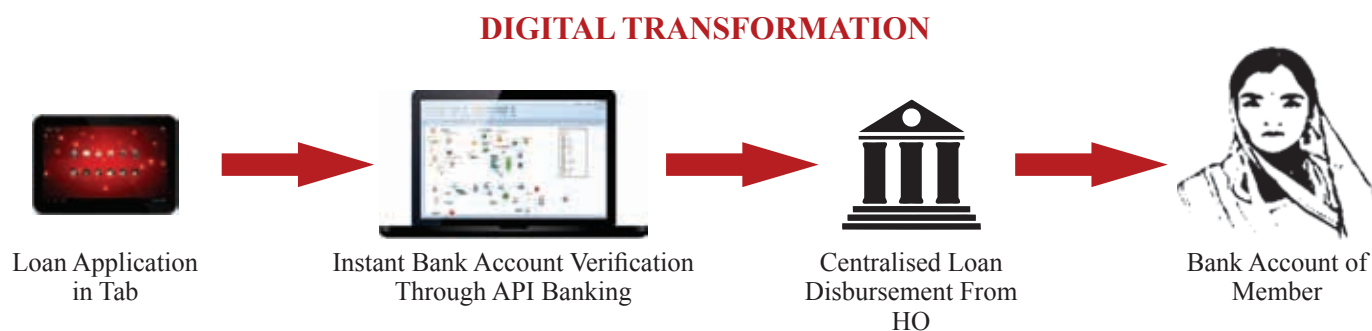 DIGITAL TRANSFORMATION
Loan Application
in Tab
Instant Bank Account Verification
Through API Banking
Centralised Loan
Disbursement From
HO
Bank Account of
Member